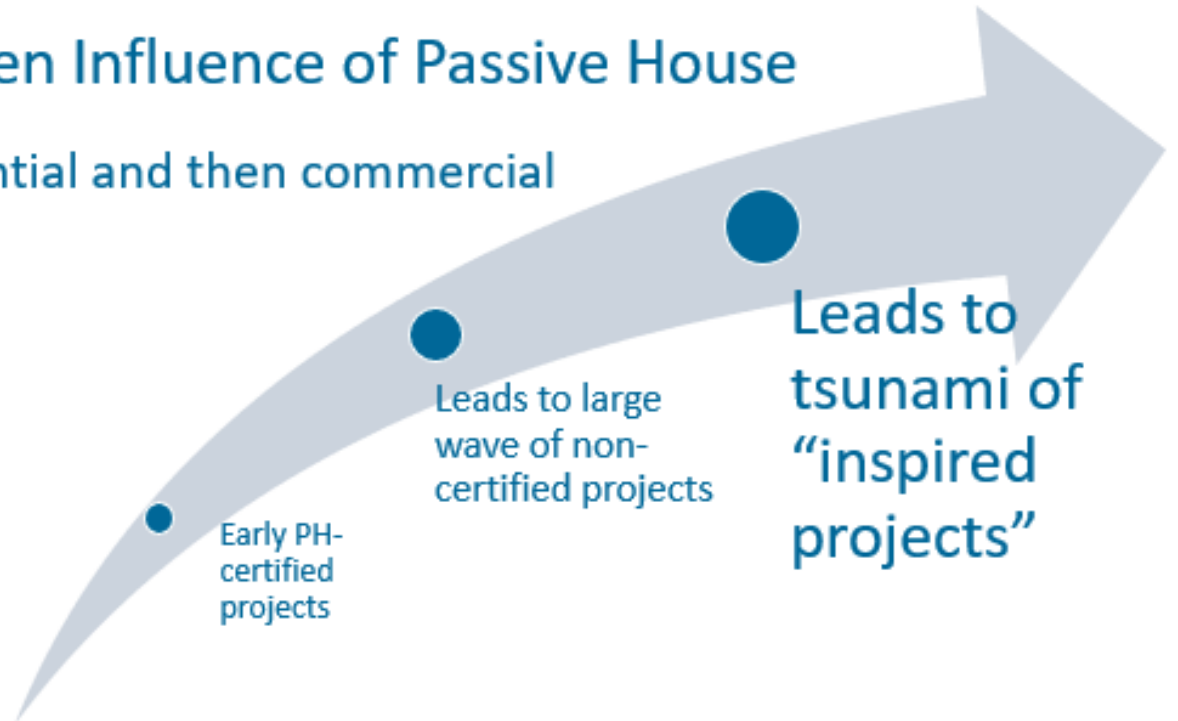 en Influence of Passive House
ntial and then commercial
Early PH-
certified
projects
Leads to large
wave of non-
certified projects
Leads to
tsunami of
“inspired
projects”